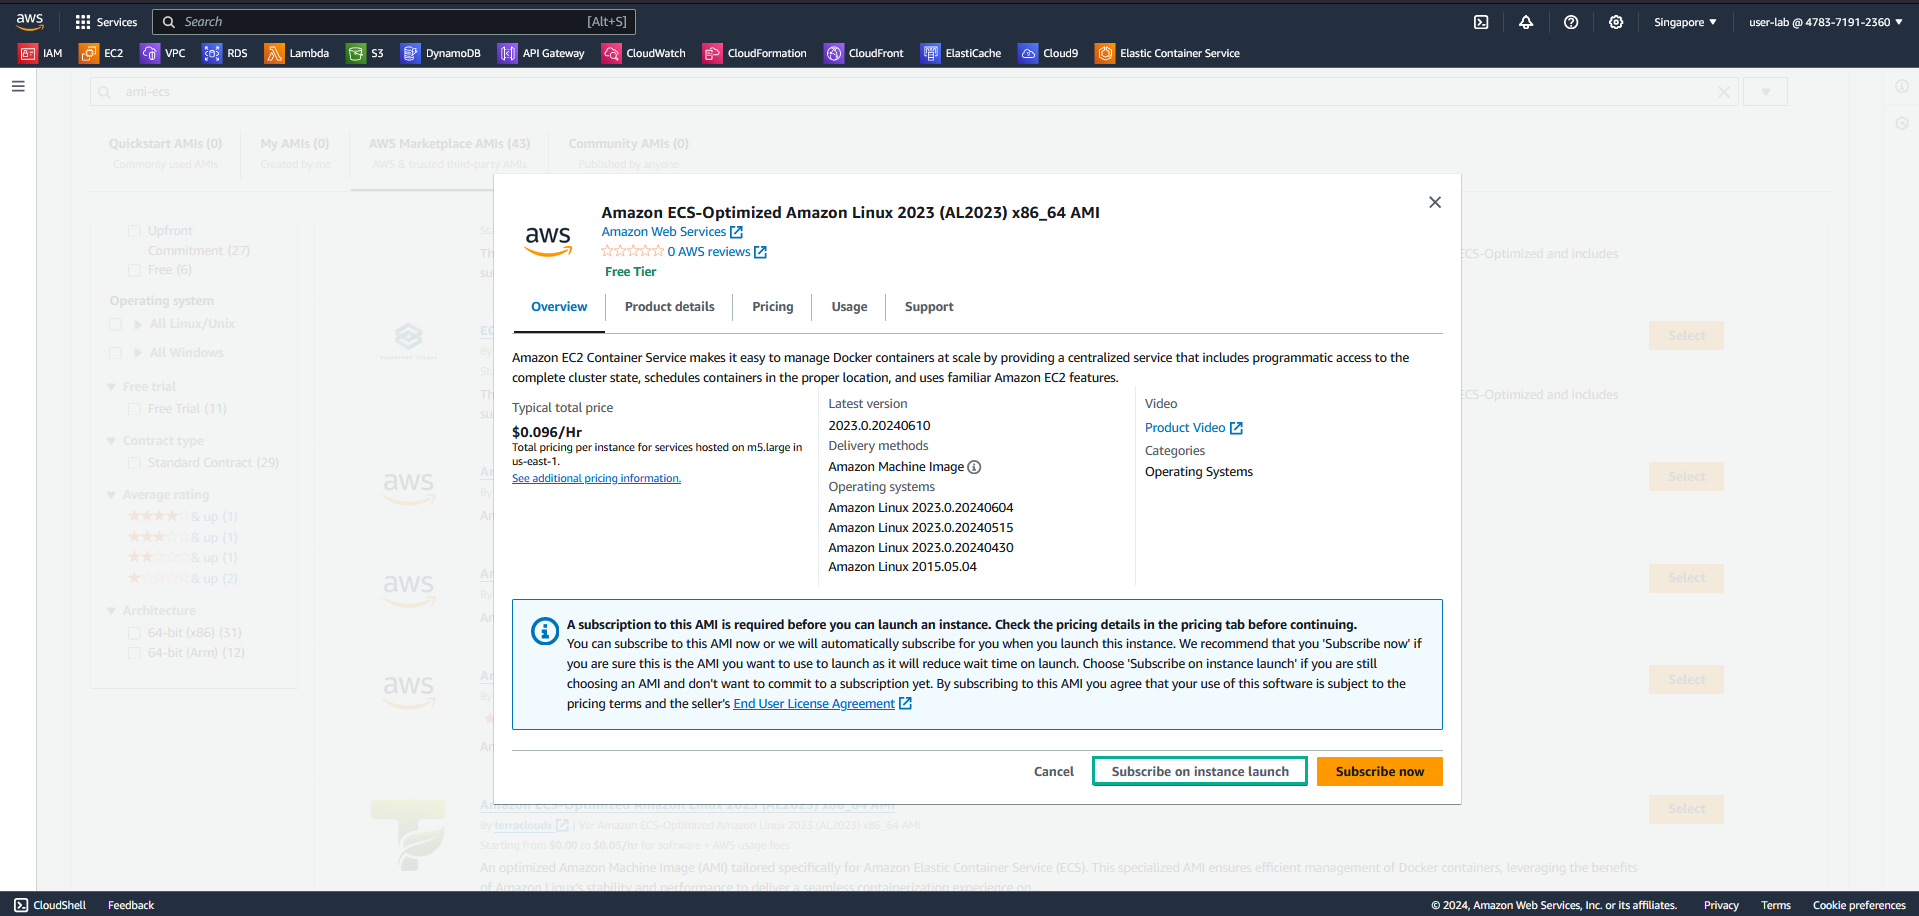 aws
Services
Search
[Alt+S]
Singapore
user-lab @ 4783-7191-2360
IAM
EC2
VPC
RDS
Lambda
S3
DynamoDB
API Gateway
CloudWatch
CloudFormation
CloudFront
ElastiCache
Cloud9
Elastic Container Service
ami-ecs
Quickstart AMIs (0)
Commonly used AMIs
My AMIs (0)
Created by me
AWS Marketplace AMIs (43)
AWS & trusted third-party AMIs
Community AMIs (0)
Published by anyone
Upfront
Commitment (27)
Free (6)
Operating system
All Linux/Unix
All Windows
Free trial
Free Trial (11)
Contract type
Standard Contract (29)
Average rating
& up (1)
& up (1)
& up (1)
& up (2)
Architecture
64-bit (x86) (31)
64-bit (Arm) (12)
ECS-Optimized and includes
Select
ECS-Optimized and includes
aws
Select
aws
Select
aws
Select
aws
Amazon ECS-Optimized Amazon Linux 2023 (AL2023) x86_64 AMI
Amazon Web Services
0 AWS reviews
Free Tier
Overview
Product details
Pricing
Usage
Support
Amazon EC2 Container Service makes it easy to manage Docker containers at scale by providing a centralized service that includes programmatic access to the
complete cluster state, schedules containers in the proper location, and uses familiar Amazon EC2 features.
Typical total price
$0.096/Hr
Total pricing per instance for services hosted on m5.large in
us-east-1.
See additional pricing information.
Latest version
2023.0.20240610
Delivery methods
Amazon Machine Image
Operating systems
Amazon Linux 2023.0.20240604
Amazon Linux 2023.0.20240515
Amazon Linux 2023.0.20240430
Amazon Linux 2015.05.04
Video
Product Video
Categories
Operating Systems
A subscription to this AMI is required before you can launch an instance. Check the pricing details in the pricing tab before continuing.
You can subscribe to this AMI now or we will automatically subscribe for you when you launch this instance. We recommend that you 'Subscribe now' if
you are sure this is the AMI you want to use to launch as it will reduce wait time on launch. Choose 'Subscribe on instance launch' if you are still
choosing an AMI and don't want to commit to a subscription yet. By subscribing to this AMI you agree that your use of this software is subject to the
pricing terms and the seller's End User License Agreement
Cancel
Subscribe on instance launch
Subscribe now
Amazon ECS-Optimized Amazon Linux 2023 (AL2023) x86_64 AMI
By terracloudx | Ver Amazon ECS-Optimized Amazon Linux 2023 (AL2023) x86_64 AMI
Starting from $0.00 to $0.05/hr for software + AWS usage fees
Select
An optimized Amazon Machine Image (AMI) tailored specifically for Amazon Elastic Container Service (ECS). This specialized AMI ensures efficient management of Docker containers, leveraging the benefits
of Amazon Linux's stability and performance to deliver a seamless containerization experience on
CloudShell
Feedback
© 2024, Amazon Web Services, Inc. or its affiliates.
Privacy
Terms
Cookie preferences